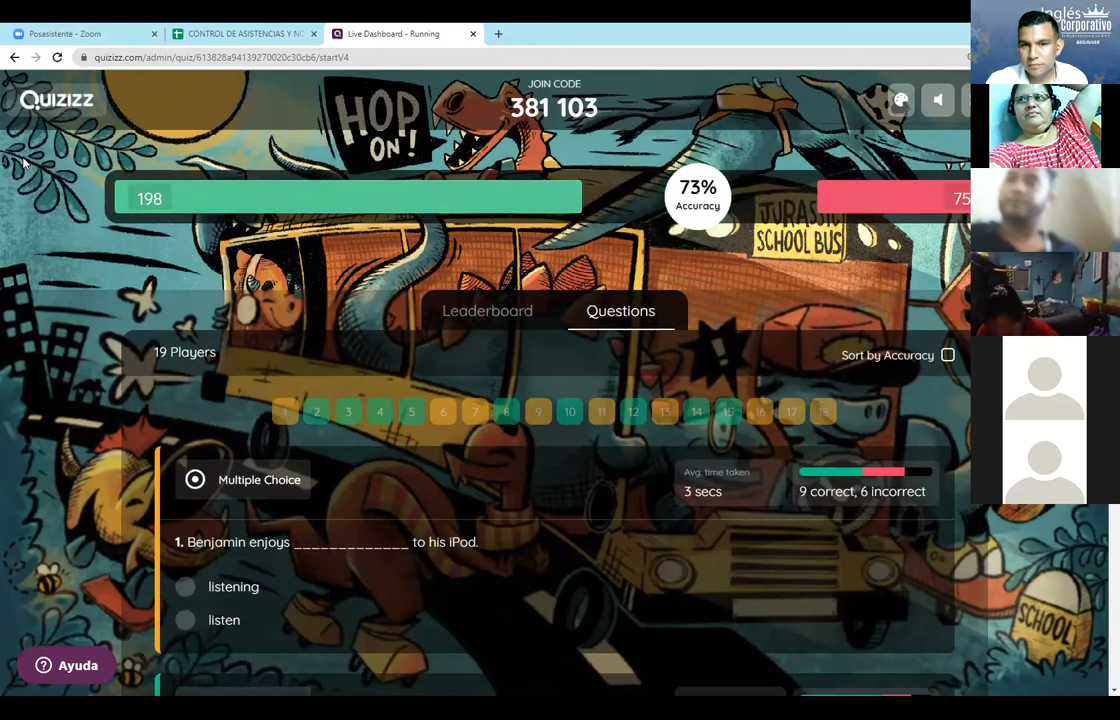 Posasistente - Zoom
CONTROL DE ASISTENCIAS Y NO
Live Dashboard - Running
quizizz.com/admin/quiz/613828a94139270020c30cb6/startV4
Inglés
Corporativo
BEGINNER
Quizizz
JOIN CODE
381 103
HOP
ON!
198
73%
Accuracy
75
JURASSIC
SCHOOL BUS
Leaderboard
Questions
19 Players
Sort by Accuracy
1 2 3 4 5 6 7 8 9 10 11 12 13 14 15 16 17 18
Multiple Choice
Avg. time taken
3 secs
9 correct, 6 incorrect
1. Benjamin enjoys _____________ to his iPod.
listening
listen
SCHOOL
Ayuda